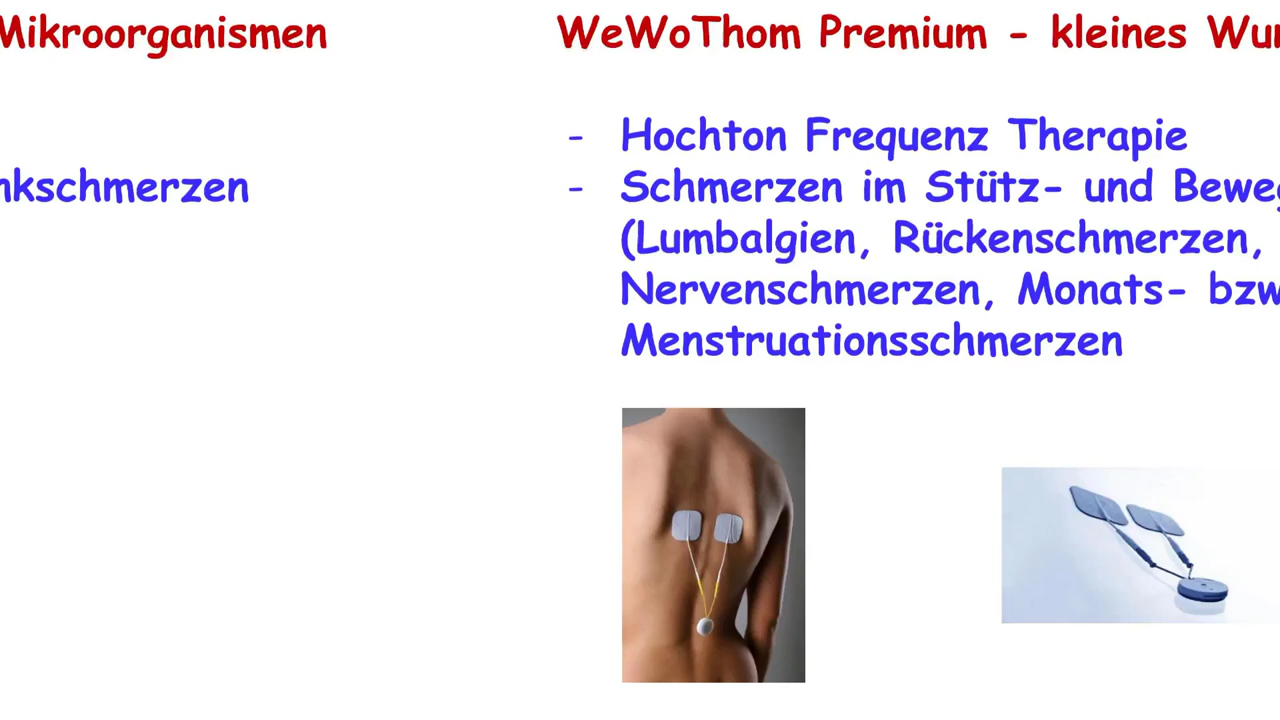 Mikroorganismen
nkschmerzen
WeWoThom Premium - kleines Wu
- Hochton Frequenz Therapie
- Schmerzen im Stütz- und Beweg
(Lumbalgien, Rückenschmerzen,
Nervenschmerzen, Monats- bzw
Menstruationsschmerzen